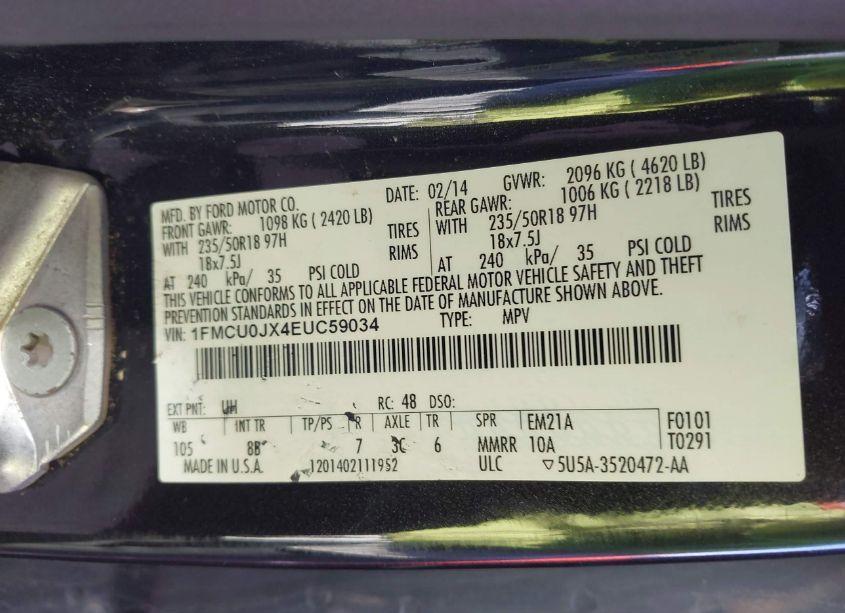 MFD. BY FORD MOTOR CO. DATE: 02/14 GVWR: 2096 KG ( 4620 LB)
FRONT GAWR: 1098 KG ( 2420 LB) REAR GAWR: 1006 KG ( 2218 LB)
WITH 235/50R18 97H TIRES WITH 235/50R18 97H TIRES
18x7.5J RIMS 18x7.5J RIMS
AT 240 kPa/ 35 PSI COLD AT 240 kPa/ 35 PSI COLD
THIS VEHICLE CONFORMS TO ALL APPLICABLE FEDERAL MOTOR VEHICLE SAFETY AND THEFT
PREVENTION STANDARDS IN EFFECT ON THE DATE OF MANUFACTURE SHOWN ABOVE.
VIN: 1FMCU0JX4EUC59034 TYPE: MPV
EXT PNT: UH RC: 48 DSO:
WB INT TR TP/PS R AXLE TR SPR EM21A F0101
105 8B 7 3C 6 MMRR 10A T0291
MADE IN U.S.A. 1201402111952 ULC ▽5U5A-3520472-AA